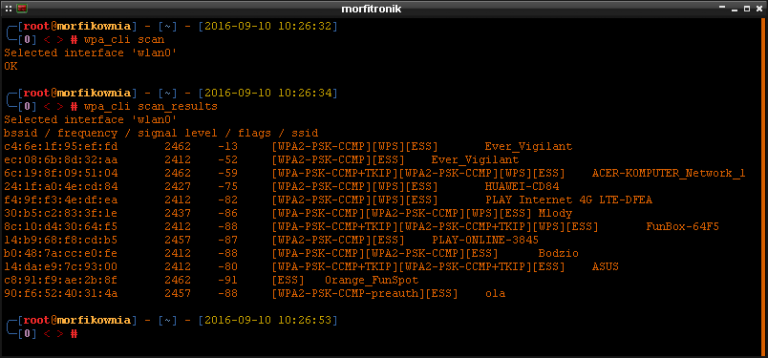 morfitronik
[root@morfikownia] - [~] - [2016-09-10 10:26:32]
[0] < > # wpa_cli scan
Selected interface 'wlan0'
OK
[root@morfikownia] - [~] - [2016-09-10 10:26:34]
[0] < > # wpa_cli scan_results
Selected interface 'wlan0'
bssid / frequency / signal level / flags / ssid
c4:6e:1f:95:ef:fd 2462 -13 [WPA2-PSK-CCMP][WPS][ESS] Ever_Vigilant
ec:08:6b:8d:32:aa 2412 -52 [WPA2-PSK-CCMP][ESS] Ever_Vigilant
6c:19:8f:09:51:04 2462 -59 [WPA-PSK-CCMP+TKIP][WPA2-PSK-CCMP][WPS][ESS] ACER-KOMPUTER_Network_1
24:1f:a0:4e:cd:84 2427 -75 [WPA2-PSK-CCMP][WPS][ESS] HUAWEI-CD84
f4:9f:f3:4e:df:ea 2412 -82 [WPA2-PSK-CCMP][WPS][ESS] PLAY Internet 4G LTE-DFEA
30:b5:c2:83:3f:1e 2437 -86 [WPA-PSK-CCMP][WPA2-PSK-CCMP][WPS][ESS] Mlody
8c:10:d4:30:64:f5 2412 -88 [WPA-PSK-CCMP+TKIP][WPA2-PSK-CCMP+TKIP][WPS][ESS] FunBox-64F5
14:b9:68:f8:cd:b5 2457 -87 [WPA2-PSK-CCMP][ESS] PLAY-ONLINE-3845
b0:48:7a:cc:e0:fe 2412 -88 [WPA-PSK-CCMP][WPA2-PSK-CCMP][ESS] Bodzio
14:da:e9:7c:93:00 2412 -80 [WPA-PSK-CCMP+TKIP][WPA2-PSK-CCMP+TKIP][ESS] ASUS
c8:91:f9:ae:2b:8f 2462 -91 [ESS] Orange_FunSpot
90:f6:52:40:31:4a 2457 -88 [WPA2-PSK-CCMP-preauth][ESS] ola
[root@morfikownia] - [~] - [2016-09-10 10:26:53]
[0] < > #